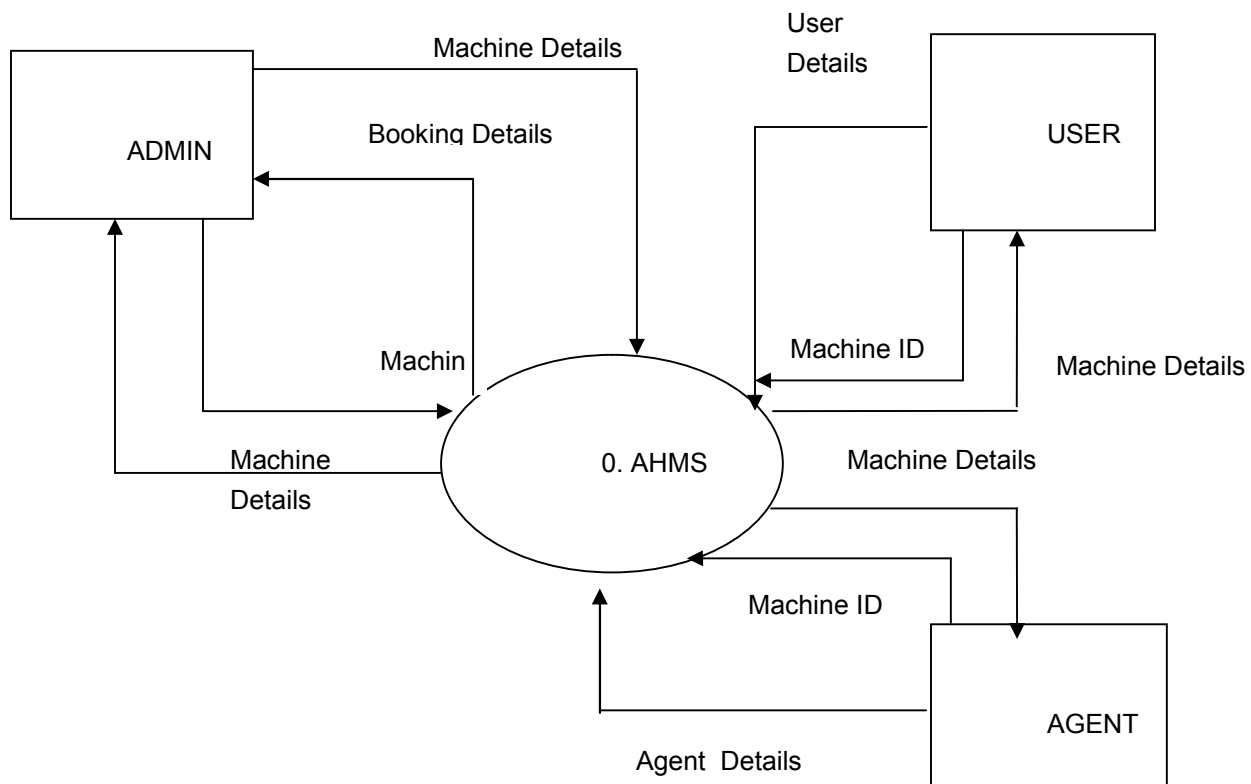 User
Details
Machine Details
USER
Booking Details
ADMIN
Machine ID
Machin
Machine Details
Machine
Details
0. AHMS
Machine Details
Machine ID
AGENT
Agent Details